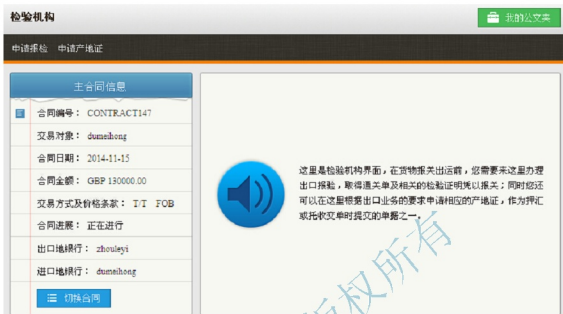 检验机构
我的公文夹
申请报检 申请产地证
主合同信息
合同编号： CONTRACT147
交易对象： dumeihong
合同日期： 2014-11-15
合同金额： GBP 130000.00
交易方式及价格条款： T/T FOB
合同进展： 正在进行
出口地银行： zhouleyi
进口地银行： dumeihong
切换合同
这里是检验机构界面，在货物报关出运前，您需要来这里办理
出口报验，取得通关单及相关的检验证明凭以报关；同时您还
可以在这里根据出口业务的要求申请相应的产地证，作为押汇
或托收交单时提交的单据之一。
版权所有